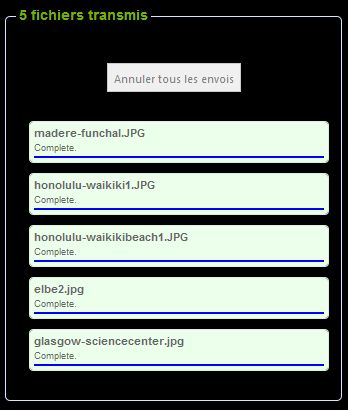 5 fichiers transmis
Annuler tous les envois
madere-funchal.JPG
Complete.
honolulu-waikiki1.JPG
Complete.
honolulu-waikikibeach1.JPG
Complete.
elbe2.jpg
Complete.
glasgow-sciencecenter.jpg
Complete.